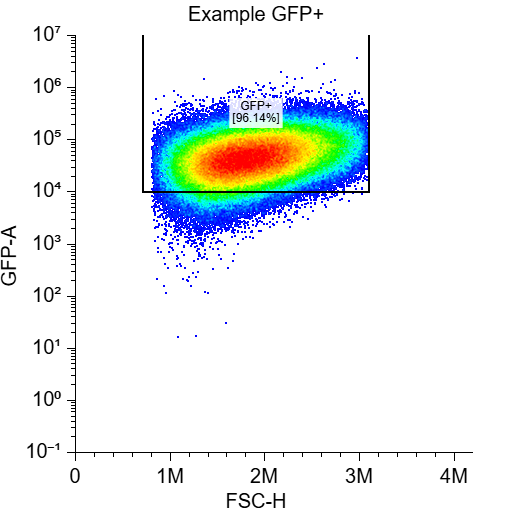 Example GFP+
10⁷
10⁶
10⁵
10⁴
10³
10²
10¹
10⁰
10⁻¹
GFP-A
GFP+
[96.14%]
0 1M 2M 3M 4M
FSC-H